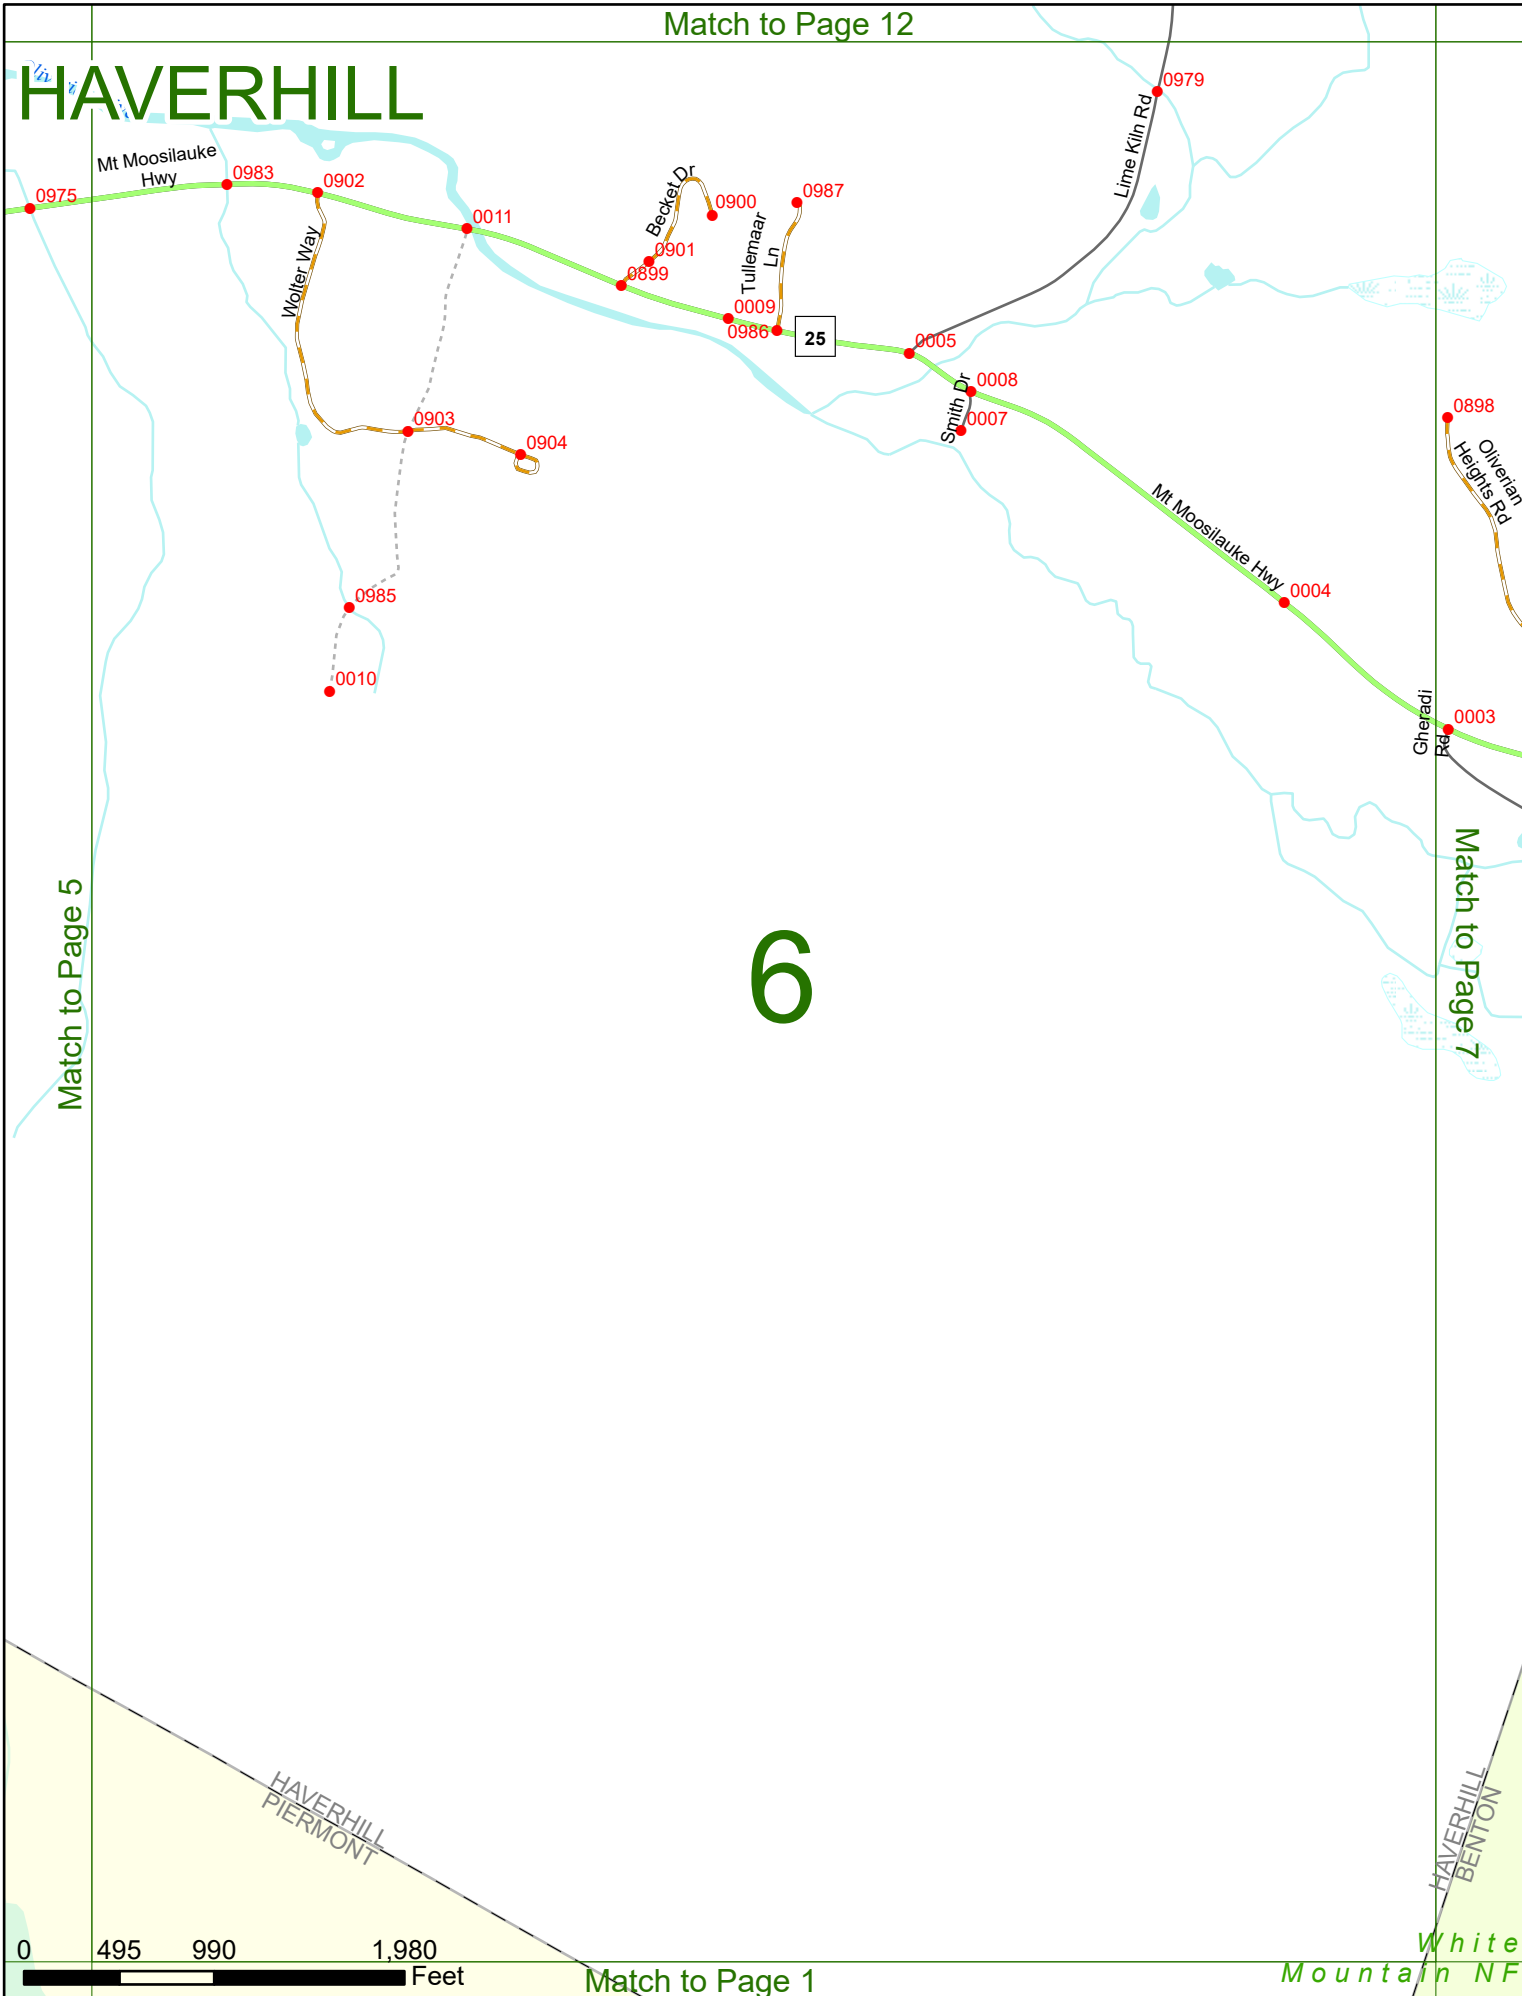 Match to Page 12
HAVERHILL
0979
Lime Kiln Rd
Mt Moosilauke
Hwy
0983
0902
0975
0011
Becket Dr
0900
0987
Tullemaar
Ln
0901
0899
Wolter Way
0009
0986
25
0005
0008
Smith Dr
0007
0898
Oliverian
Heights Rd
0903
0904
Mt Moosilauke Hwy
0004
0985
0010
Gheradi
Rd
0003
Match to Page 5
6
Match to Page 7
HAVERHILL
PIERMONT
HAVERHILL
BENTON
0 495 990 1,980
Feet
Match to Page 1
White
Mountain NF